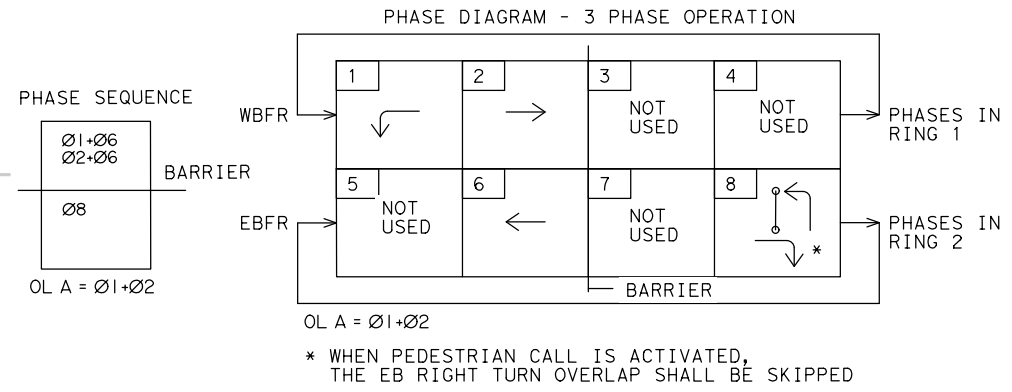 PHASE DIAGRAM - 3 PHASE OPERATION
PHASE SEQUENCE
Ø1+Ø6
Ø2+Ø6
BARRIER
Ø8
OL A = Ø1+Ø2
WBFR
1
2
3
NOT
USED
4
NOT
USED
PHASES IN
RING 1
EBFR
5
NOT
USED
6
7
NOT
USED
8
*
PHASES IN
RING 2
BARRIER
OL A = Ø1+Ø2
* WHEN PEDESTRIAN CALL IS ACTIVATED,
THE EB RIGHT TURN OVERLAP SHALL BE SKIPPED